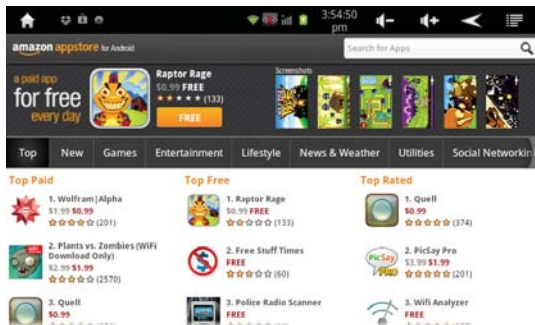 3:54:50
pm
amazon appstore for Android
Search for Apps
a paid app
for free
every day
Raptor Rage
$0.99 FREE
(133)
FREE
Screenshots
Top New Games Entertainment Lifestyle News & Weather Utilities Social Networkin
Top Paid
1. Wolfram|Alpha
$1.99 $0.99
(201)
2. Plants vs. Zombies (WiFi
Download Only)
$2.99 $1.99
(2570)
3. Quell
$0.99
Top Free
1. Raptor Rage
$0.99 FREE
(133)
2. Free Stuff Times
FREE
(60)
3. Police Radio Scanner
FREE
Top Rated
1. Quell
$0.99
(374)
PicSay
PRO
2. PicSay Pro
$3.99 $1.99
(201)
3. Wifi Analyzer
FREE